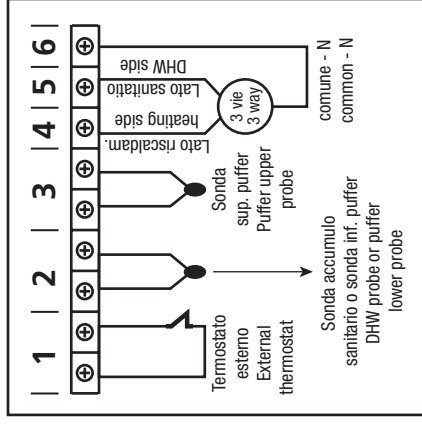 1
2
3
4
5
6
Lato riscaldam.
heating side
Lato sanitatio
DHW side
3 vie
3 way
comune - N
common - N
Sonda
sup. puffer
Puffer upper
probe
Termostato
esterno
External
thermostat
Sonda accumulo
sanitario o sonda inf. puffer
DHW probe or puffer
lower probe